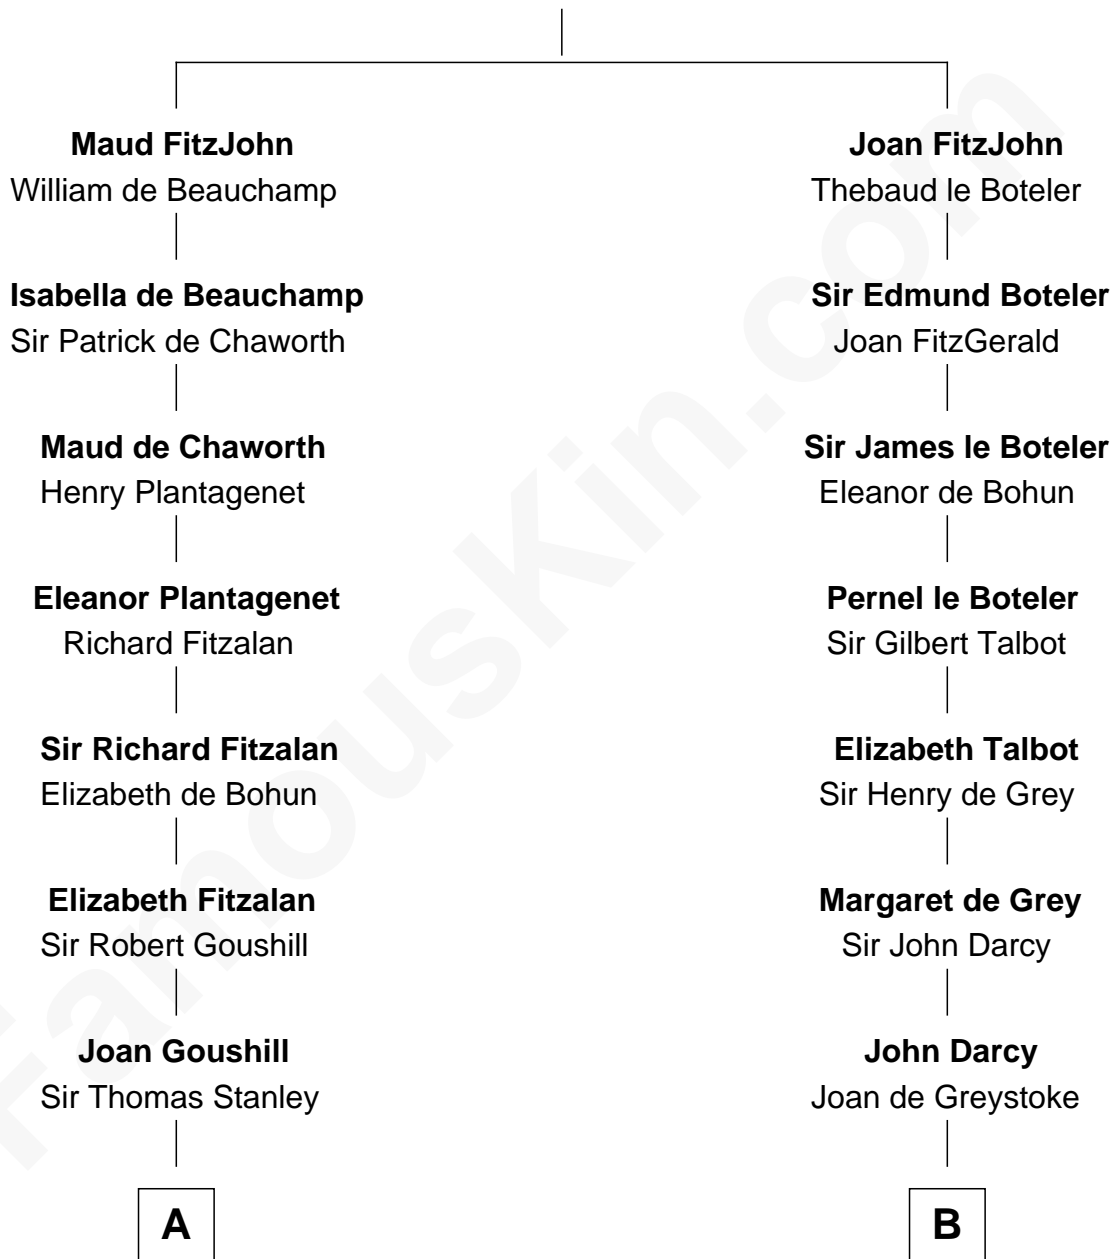 Maud FitzJohn
William de Beauchamp
Isabella de Beauchamp
Sir Patrick de Chaworth
Maud de Chaworth
Henry Plantagenet
Eleanor Plantagenet
Richard Fitzalan
Sir Richard Fitzalan
Elizabeth de Bohun
Elizabeth Fitzalan
Sir Robert Goushill
Joan Goushill
Sir Thomas Stanley
A
Joan FitzJohn
Thebaud le Boteler
Sir Edmund Boteler
Joan FitzGerald
Sir James le Boteler
Eleanor de Bohun
Pernel le Boteler
Sir Gilbert Talbot
Elizabeth Talbot
Sir Henry de Grey
Margaret de Grey
Sir John Darcy
John Darcy
Joan de Greystoke
B
FamousKin.com